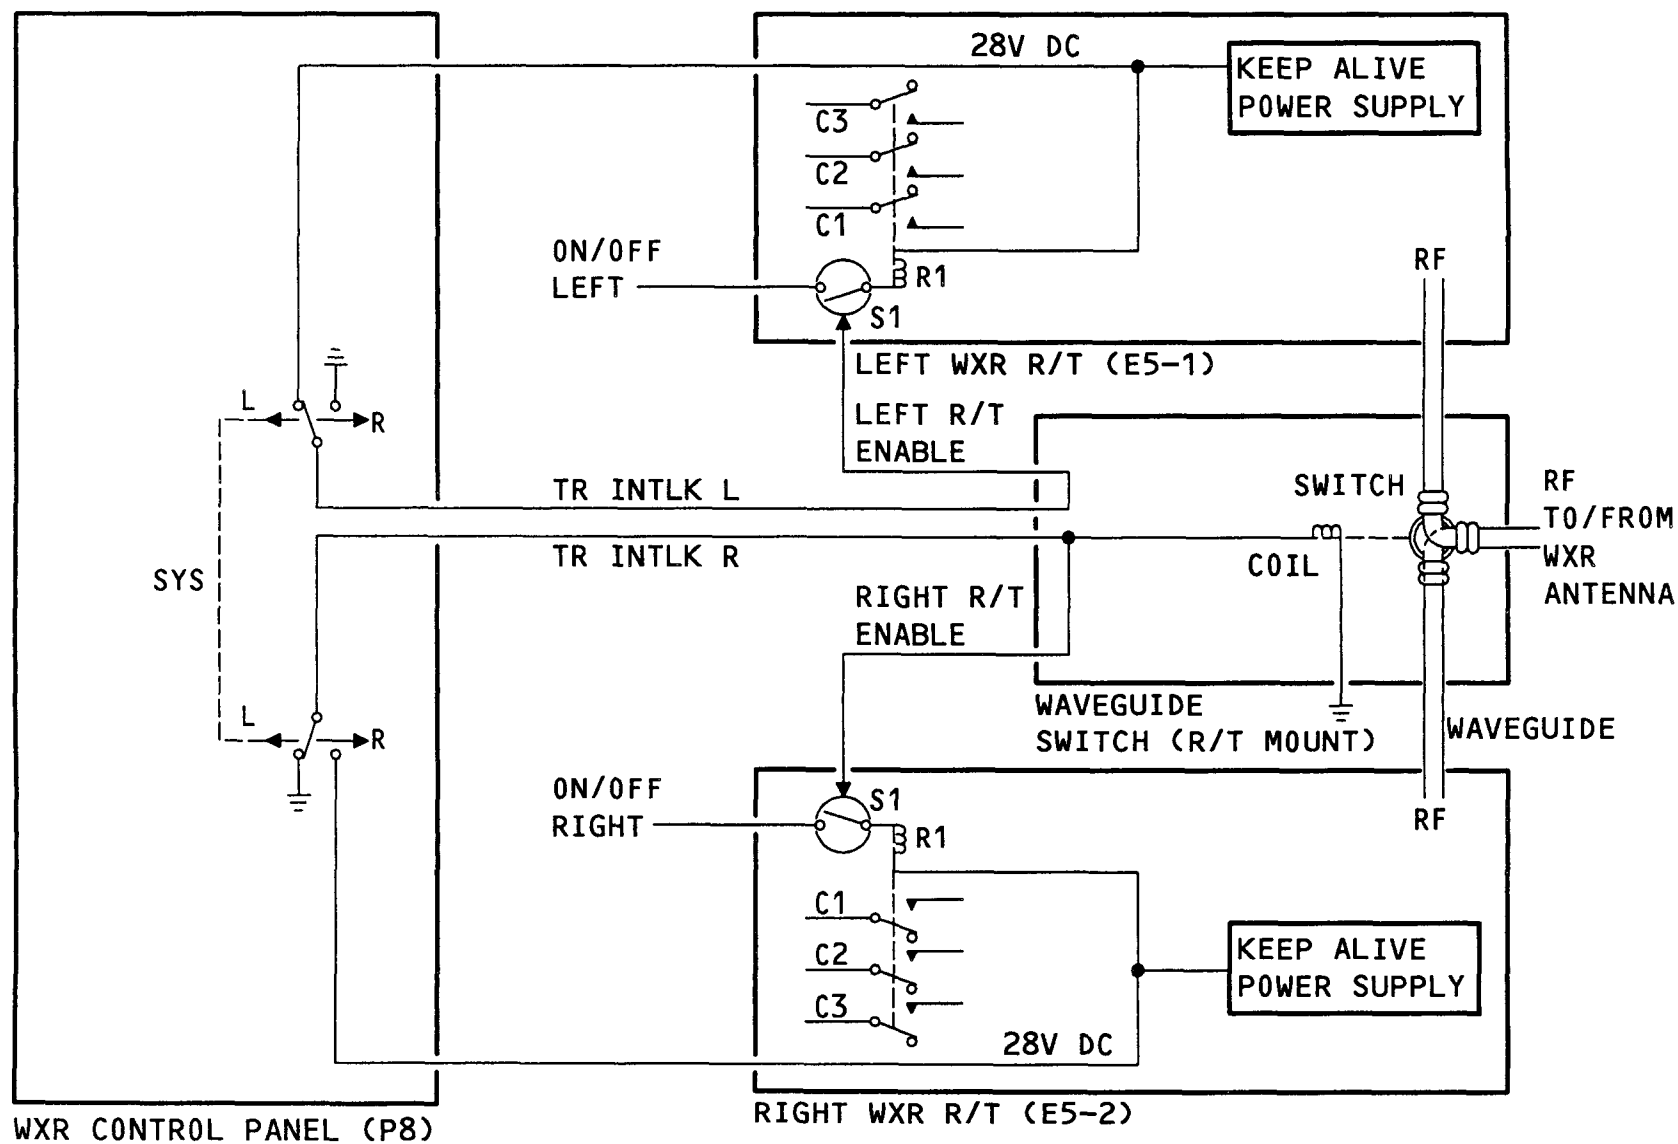 28V DC
KEEP ALIVE
POWER SUPPLY
C3
C2
C1
ON/OFF
LEFT
R1
S1
RF
LEFT WXR R/T (E5-1)
L
R
LEFT R/T
ENABLE
SWITCH
RF
TO/FROM
WXR
ANTENNA
TR INTLK L
TR INTLK R
COIL
SYS
RIGHT R/T
ENABLE
L
R
WAVEGUIDE
SWITCH (R/T MOUNT)
WAVEGUIDE
ON/OFF
RIGHT
S1
R1
RF
C1
C2
C3
KEEP ALIVE
POWER SUPPLY
28V DC
RIGHT WXR R/T (E5-2)
WXR CONTROL PANEL (P8)